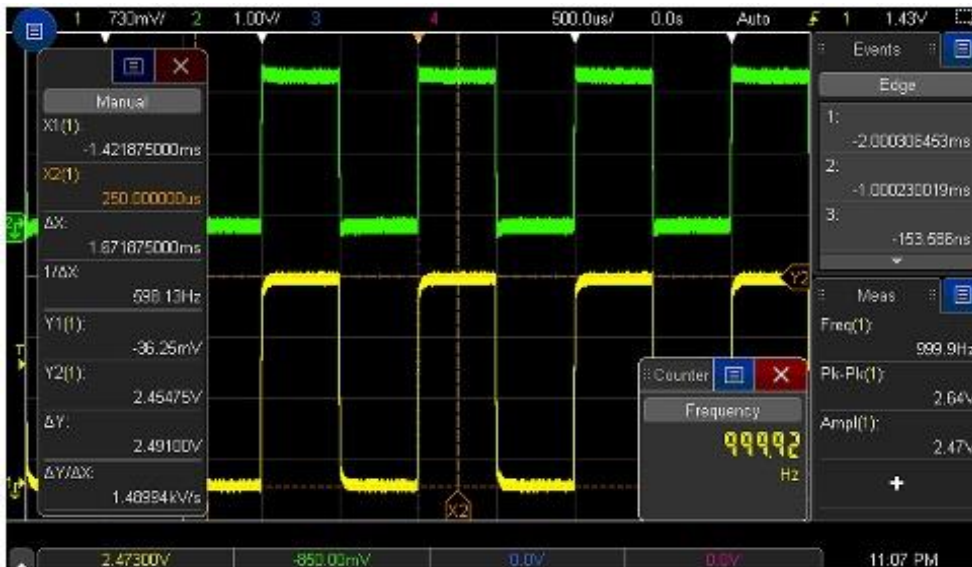 1 730mV/ 2 1.00V/ 3 4 500.0us/ 0.0s Auto 1 1.43V
Manual
X1(1):
-1.421875000ms
X2(1)
250.000000us
ΔX:
1.671875000ms
1/ΔX:
598.13Hz
Y1(1):
-36.25mV
Y2(1):
2.45475V
ΔY:
2.49100V
ΔY/ΔX:
1.48994kV/s
Y2
X2
T
Counter
Frequency
999.92
Hz
Events
Edge
1:
-2.000306453ms
2:
-1.000230019ms
3:
-153.586ns
Meas
Freq(1):
999.9Hz
Pk-Pk(1):
2.64V
Ampl(1):
2.47V
+
2.47300V -850.00mV 0.0V 0.0V 11:07 PM